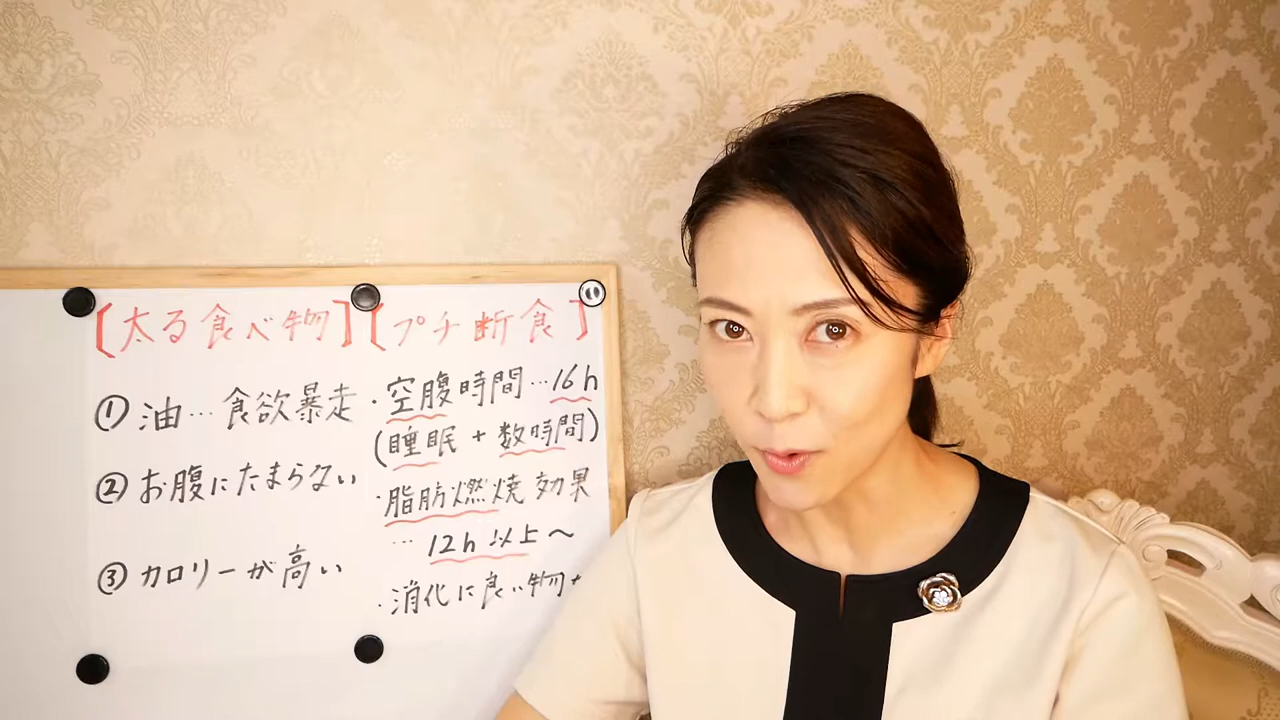 【太る食べ物】
① 油…食欲暴走
② お腹にたまらない
③ カロリーが高い
【プチ断食】
・空腹時間…16h
(睡眠+数時間)
・脂肪燃焼効果
…12h以上〜
・消化に良い物